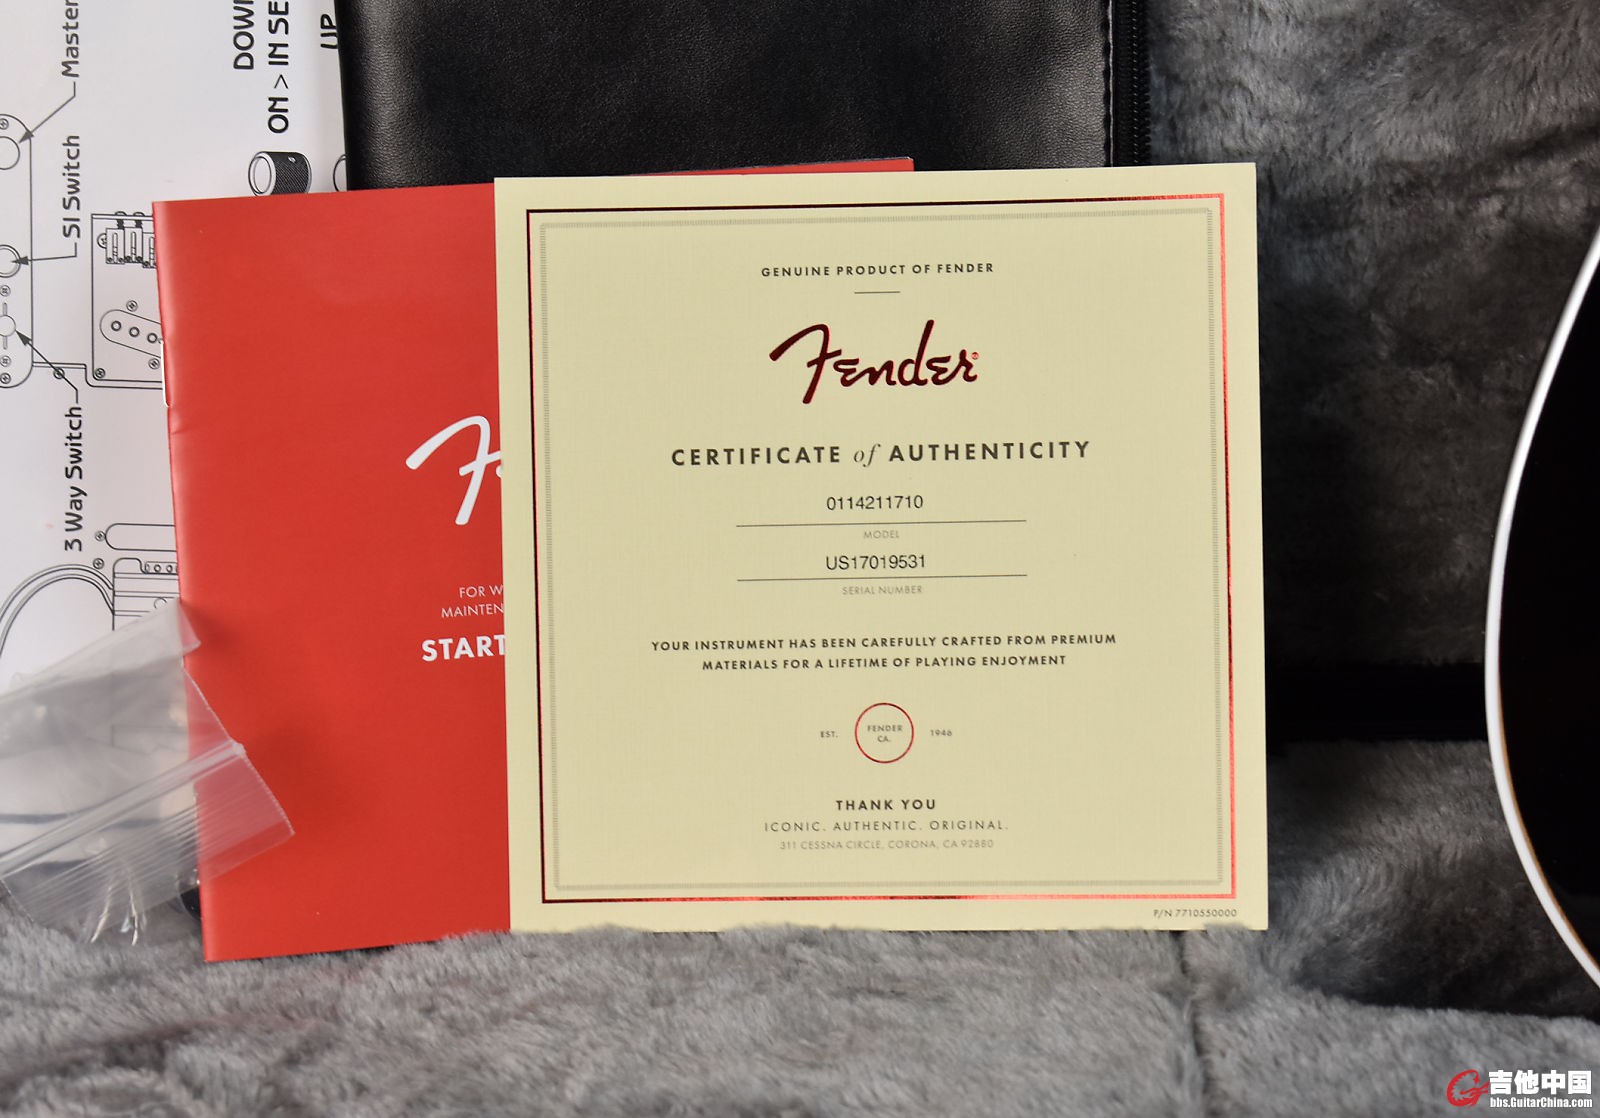 Master
S1 Switch
3 Way Switch
DOWN
ON > IN SE
UP
FOR W
MAINTEN
START
GENUINE PRODUCT OF FENDER
Fender®
CERTIFICATE of AUTHENTICITY
0114211710
MODEL
US17019531
SERIAL NUMBER
YOUR INSTRUMENT HAS BEEN CAREFULLY CRAFTED FROM PREMIUM
MATERIALS FOR A LIFETIME OF PLAYING ENJOYMENT
EST. FENDER CA. 1946
THANK YOU
ICONIC. AUTHENTIC. ORIGINAL.
311 CESSNA CIRCLE, CORONA, CA 92880
P/N 7710550000
吉他中国
bbs.GuitarChina.com